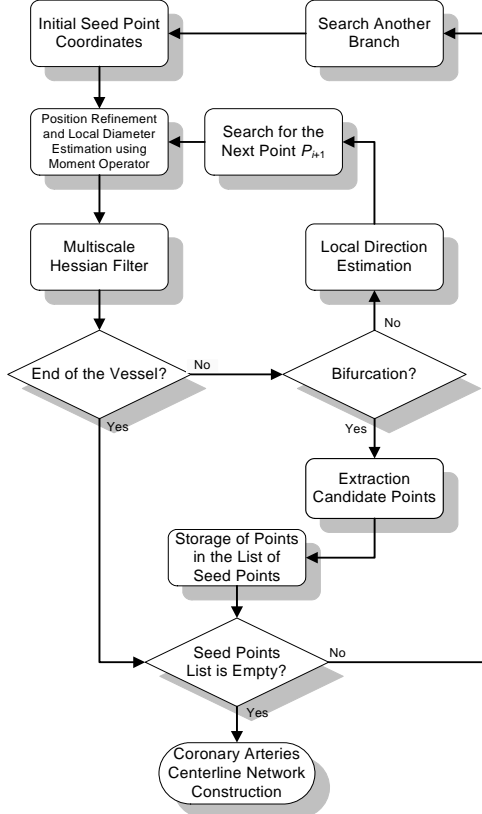 Initial Seed Point
Coordinates
Search Another
Branch
Position Refinement
and Local Diameter
Estimation using
Moment Operator
Search for the
Next Point P_{i+1}
Multiscale
Hessian Filter
Local Direction
Estimation
No
End of the Vessel?
No
Bifurcation?
Yes
Yes
Extraction
Candidate Points
Storage of Points
in the List of
Seed Points
Seed Points
List is Empty?
No
Yes
Coronary Arteries
Centerline Network
Construction